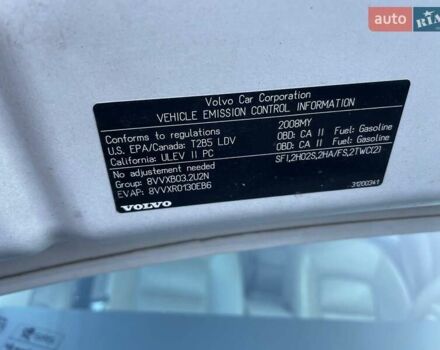 auto RIA
Volvo Car Corporation
VEHICLE EMISSION CONTROL INFORMATION
Conforms to regulations 2008MY
U.S. EPA/Canada: T2B5 LDV OBD: CA II Fuel: Gasoline
California: ULEV II PC OBD: CA II Fuel: Gasoline
No adjustment needed SFI,2HO2S,2HA/FS,2TWC(2)
Group: 8VVXB03.2U2N
EVAP: 8VVXR0130EB6
VOLVO 31200341